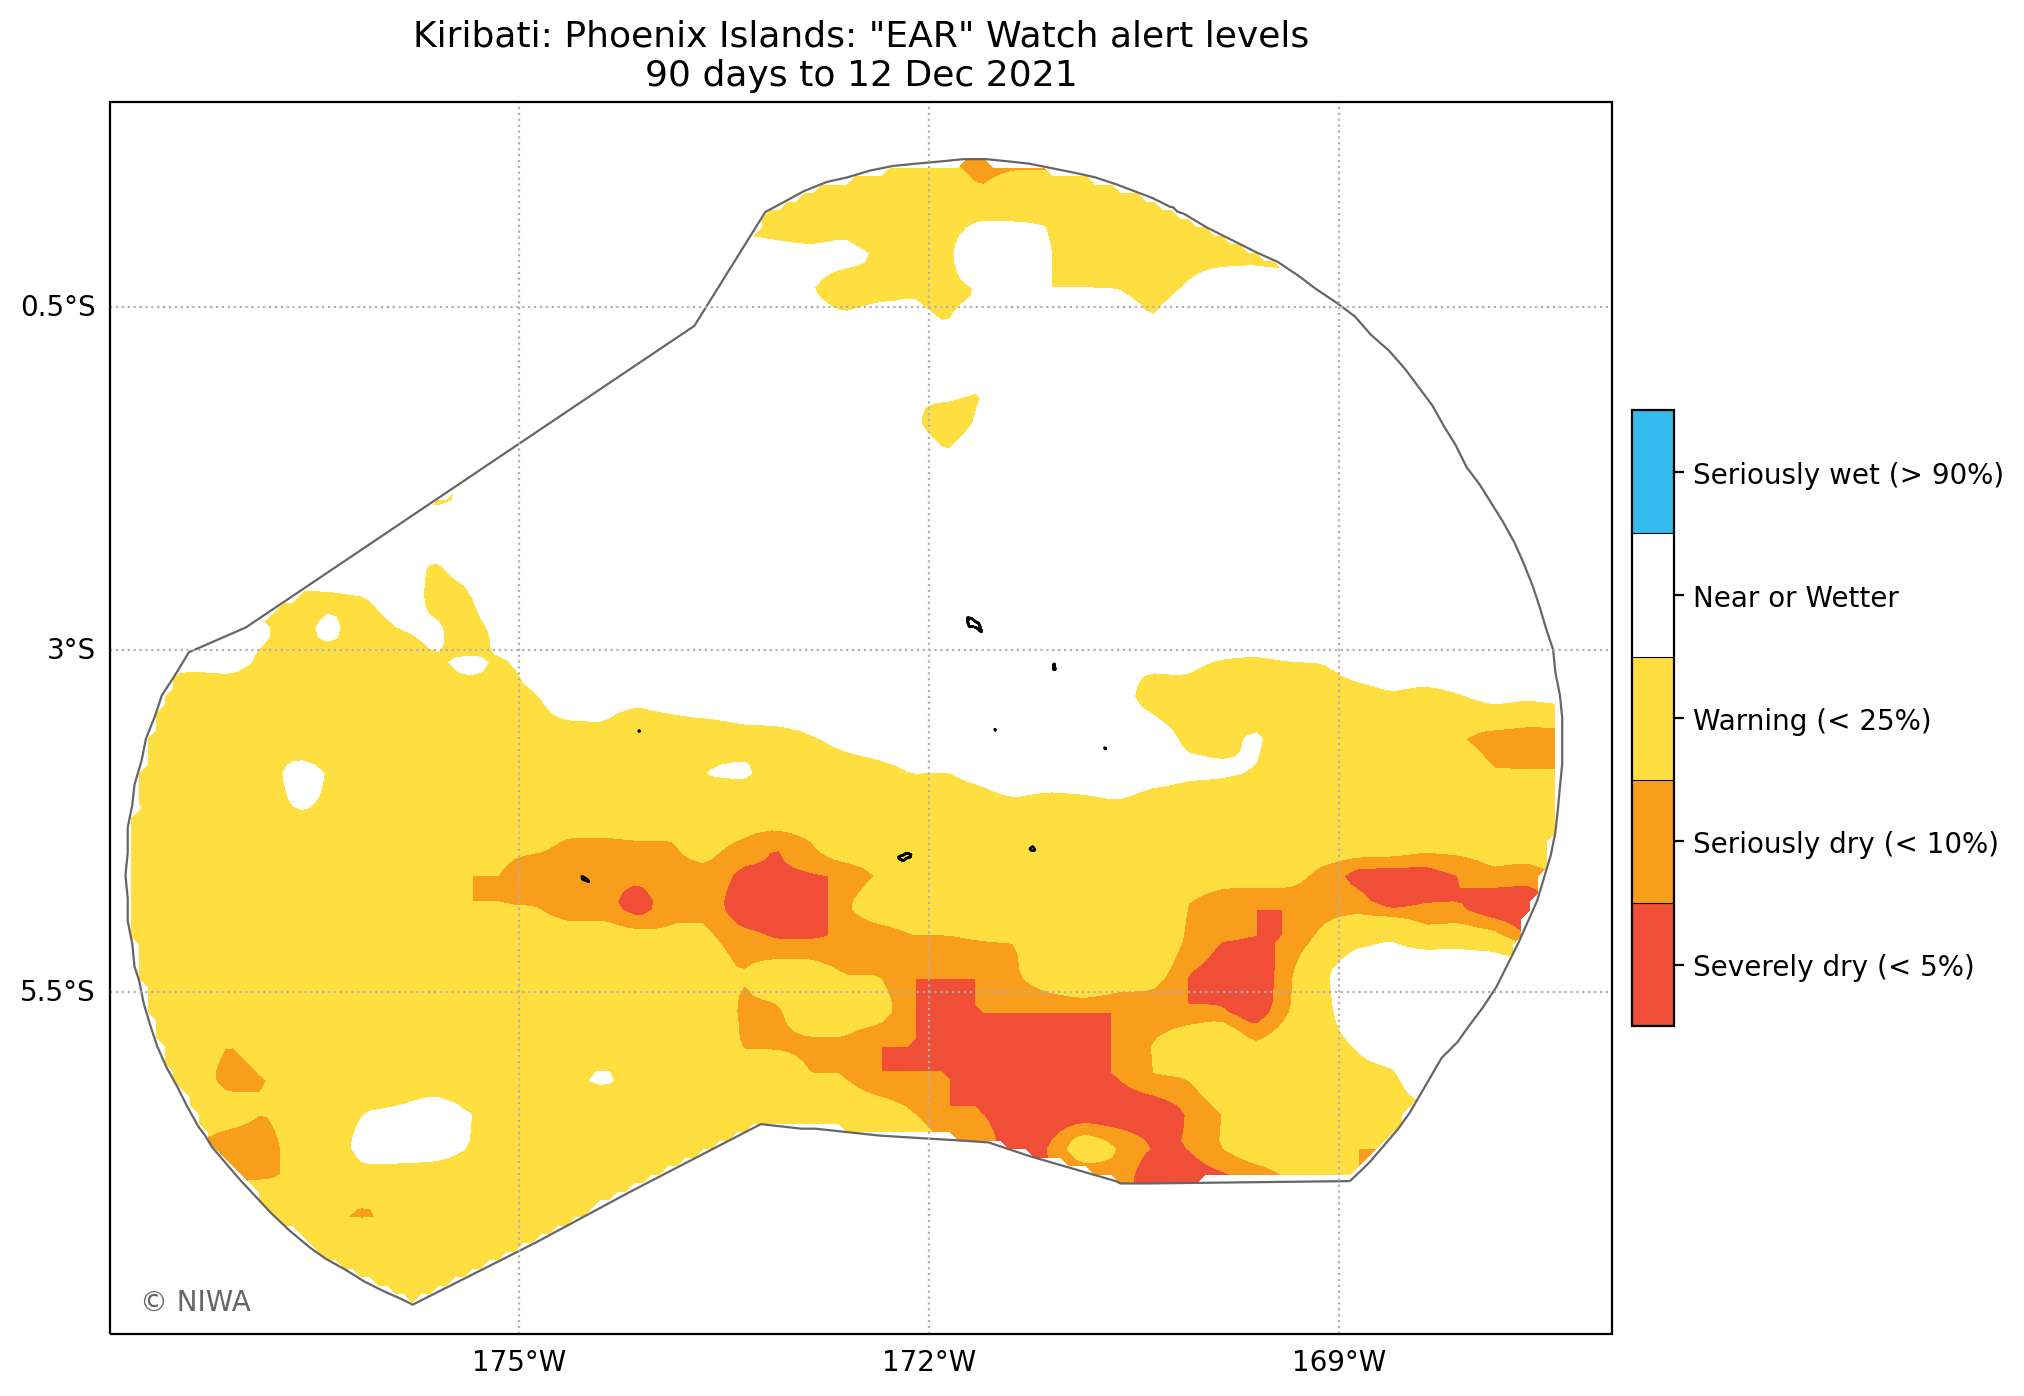 Kiribati: Phoenix Islands: "EAR" Watch alert levels
90 days to 12 Dec 2021
0.5°S
3°S
5.5°S
175°W
172°W
169°W
Seriously wet (> 90%)
Near or Wetter
Warning (< 25%)
Seriously dry (< 10%)
Severely dry (< 5%)
© NIWA